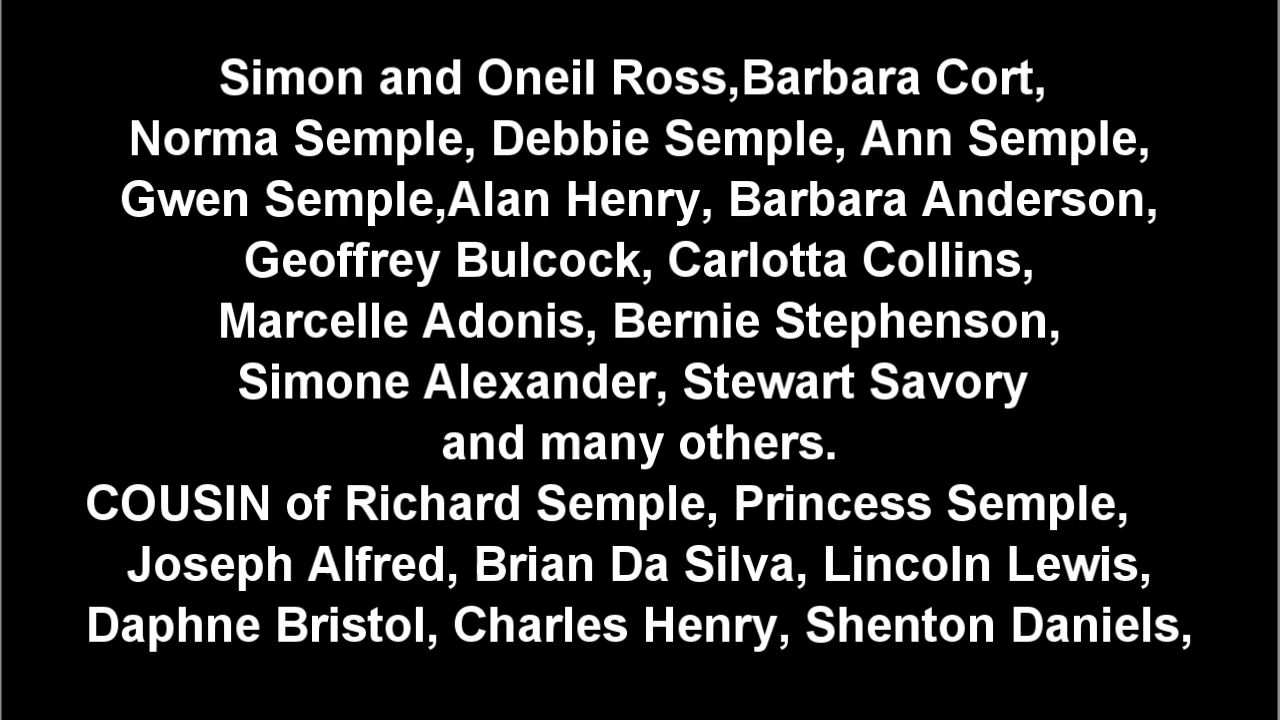 Simon and Oneil Ross,Barbara Cort,
Norma Semple, Debbie Semple, Ann Semple,
Gwen Semple,Alan Henry, Barbara Anderson,
Geoffrey Bulcock, Carlotta Collins,
Marcelle Adonis, Bernie Stephenson,
Simone Alexander, Stewart Savory
and many others.
COUSIN of Richard Semple, Princess Semple,
Joseph Alfred, Brian Da Silva, Lincoln Lewis,
Daphne Bristol, Charles Henry, Shenton Daniels,